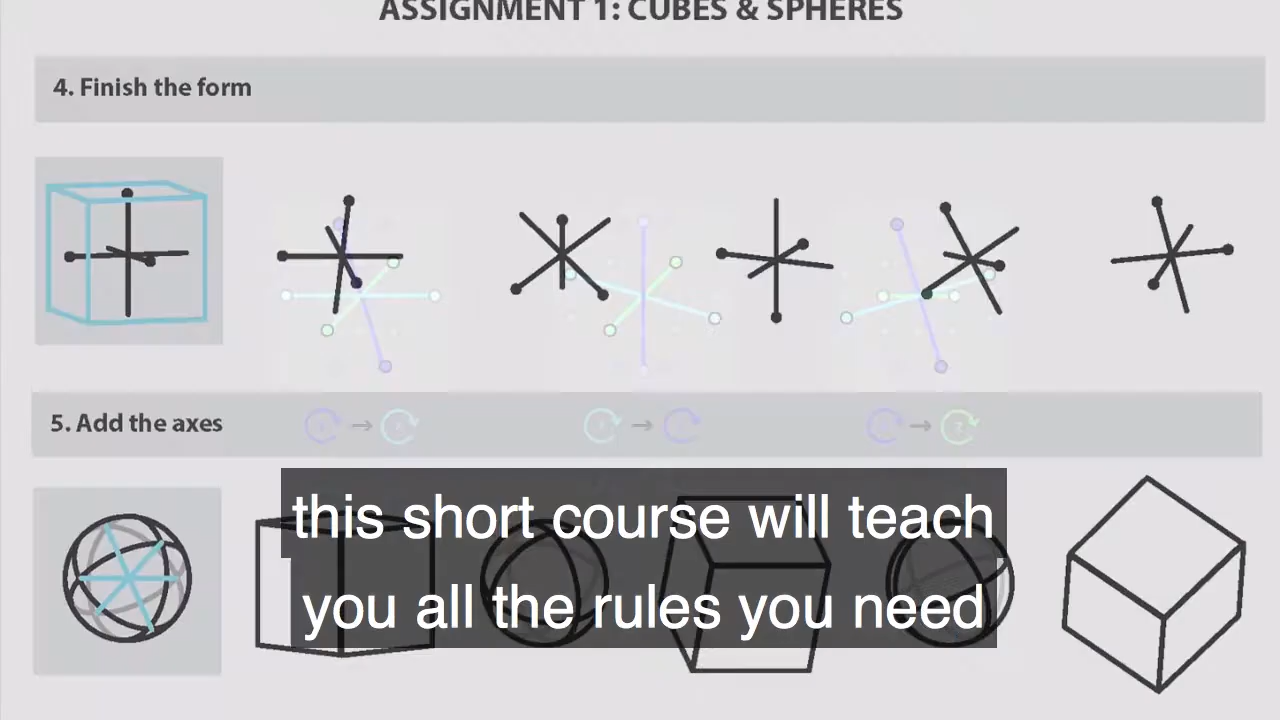 ASSIGNMENT 1: CUBES & SPHERES
4. Finish the form
5. Add the axes
this short course will teach
you all the rules you need